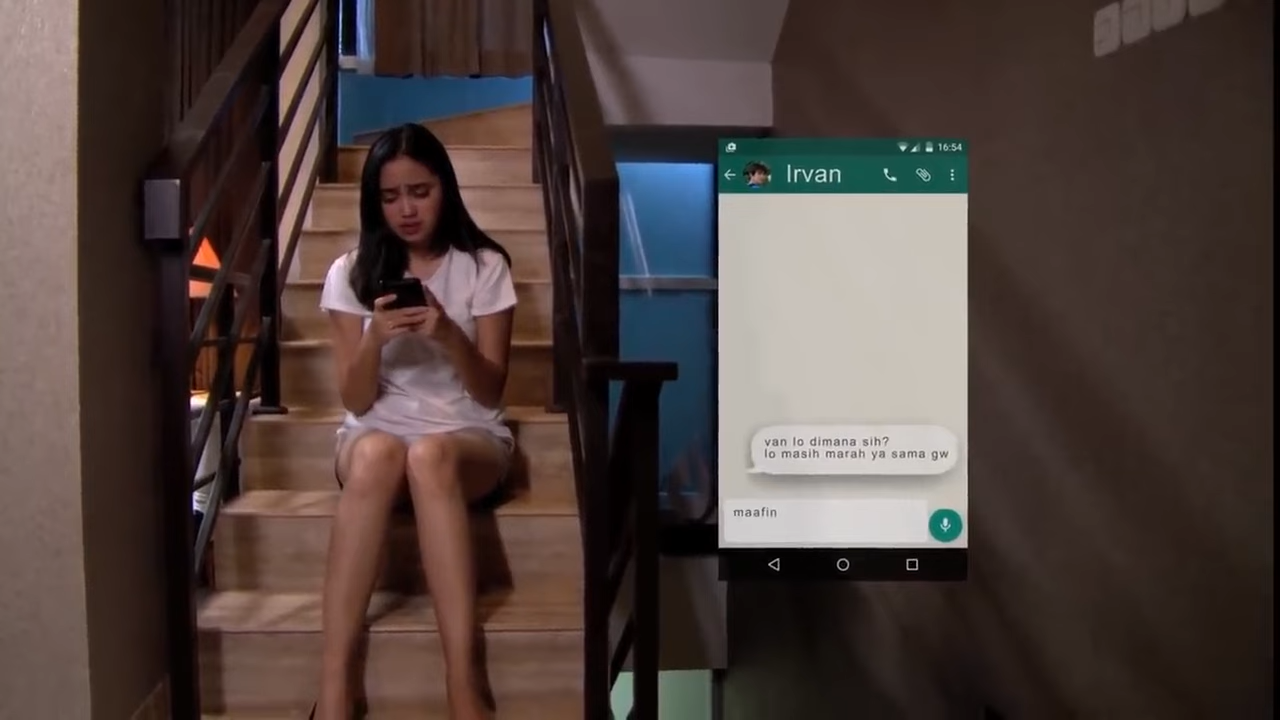 16:54
Irvan
van lo dimana sih?
lo masih marah ya sama gw
maafin